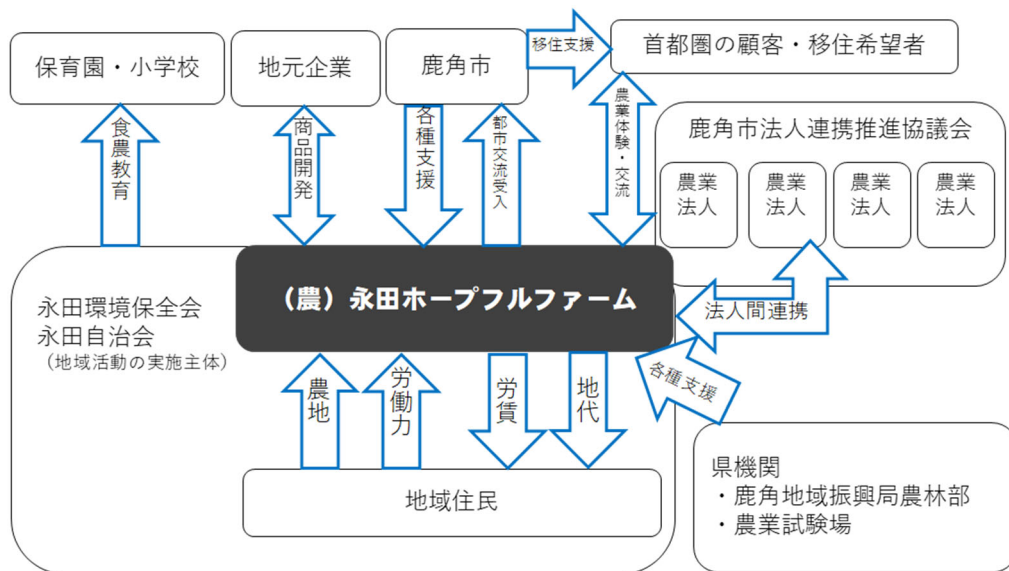 保育園・小学校
地元企業
鹿角市
移住支援
首都圏の顧客・移住希望者
食農教育
商品開発
各種支援
都市交流受入
農業体験・交流
鹿角市法人連携推進協議会
農業
法人
農業
法人
農業
法人
農業
法人
(農)永田ホープフルファーム
法人間連携
永田環境保全会
永田自治会
(地域活動の実施主体)
各種支援
農地
労働力
労賃
地代
地域住民
県機関
・鹿角地域振興局農林部
・農業試験場